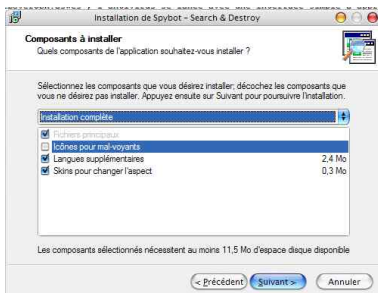 Installation de Spybot - Search & Destroy
Composants à installer
Quels composants de l'application souhaitez-vous installer ?
Sélectionnez les composants que vous désirez installer; décochez les composants que
vous ne désirez pas installer. Appuyez ensuite sur Suivant pour poursuivre l'installation.
Installation complète
Fichiers principaux
Icônes pour mal-voyants
Langues supplémentaires 2,4 Mo
Skins pour changer l'aspect 0,3 Mo
Les composants sélectionnés nécessitent au moins 11,5 Mo d'espace disque disponible
< Précédent Suivant > Annuler